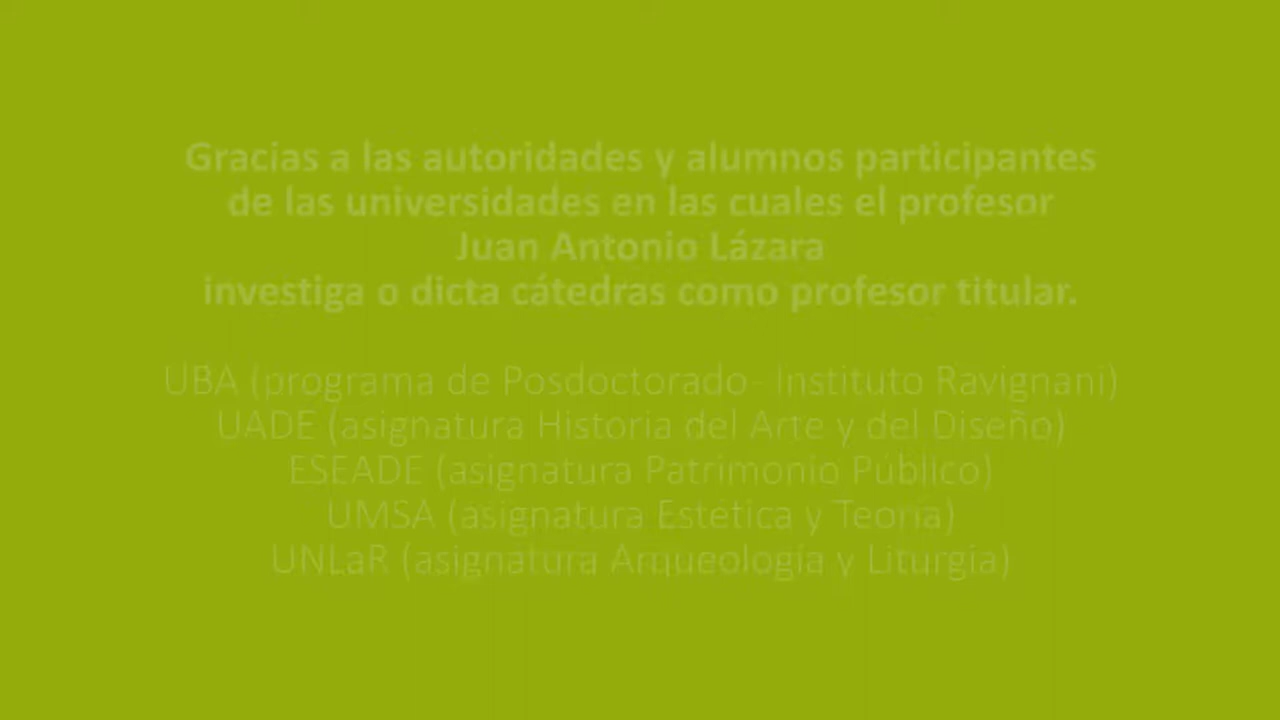 Gracias a las autoridades y alumnos participantes
de las universidades en las cuales el profesor
Juan Antonio Lázara
investiga o dicta cátedras como profesor titular.
UBA (programa de Posdoctorado- Instituto Ravignani)
UADE (asignatura Historia del Arte y del Diseño)
ESEADE (asignatura Patrimonio Público)
UMSA (asignatura Estética y Teoría)
UNLaR (asignatura Arqueología y Liturgia)